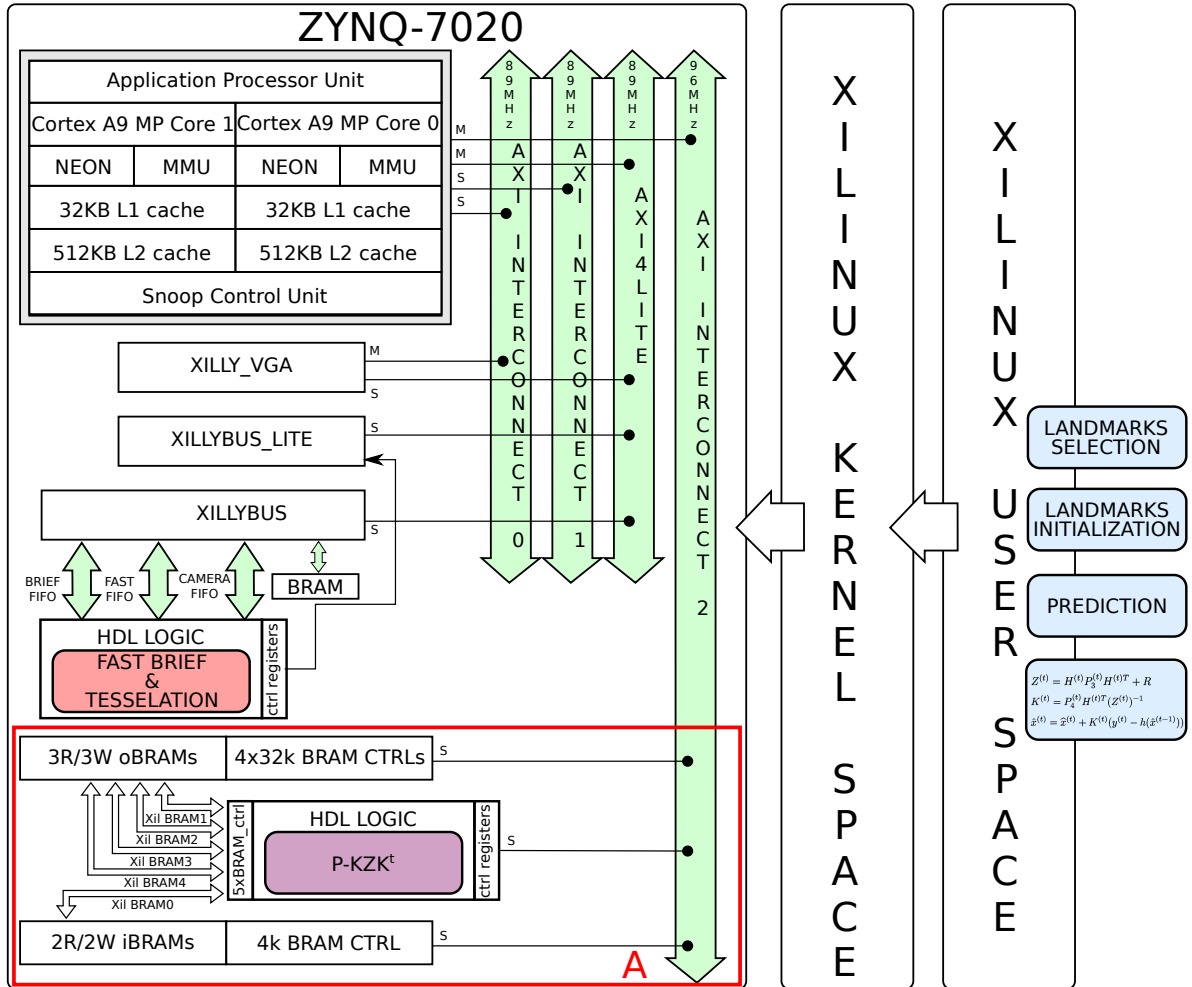 ZYNQ-7020
Application Processor Unit
Cortex A9 MP Core 1
Cortex A9 MP Core 0
NEON
MMU
NEON
MMU
32KB L1 cache
32KB L1 cache
512KB L2 cache
512KB L2 cache
Snoop Control Unit
M
M
S
S
89MHz
89MHz
89MHz
96MHz
AXI INTERCONNECT 0
AXI INTERCONNECT 1
AXI4LITE
AXI INTERCONNECT 2
XILLY_VGA
M
S
XILLYBUS_LITE
S
XILLYBUS
S
BRIEF
FIFO
FAST
FIFO
CAMERA
FIFO
BRAM
HDL LOGIC
FAST BRIEF
&
TESSELATION
ctrl registers
3R/3W oBRAMs
4x32k BRAM CTRLs
S
Xil BRAM1
Xil BRAM2
Xil BRAM3
Xil BRAM4
Xil BRAM0
5xBRAM_ctrl
HDL LOGIC
P-KZKᵗ
ctrl registers
S
2R/2W iBRAMs
4k BRAM CTRL
S
A
XILINUX KERNEL SPACE
XILINUX USER SPACE
LANDMARKS
SELECTION
LANDMARKS
INITIALIZATION
PREDICTION
Z^(t) = H^(t)P_3^(t)H^(t)T + R
K^(t) = P_4^(t)H^(t)T(Z^(t))^-1
x̂^(t) = x̂^(t) + K^(t)(y^(t) − h(x̂^(t−1)))